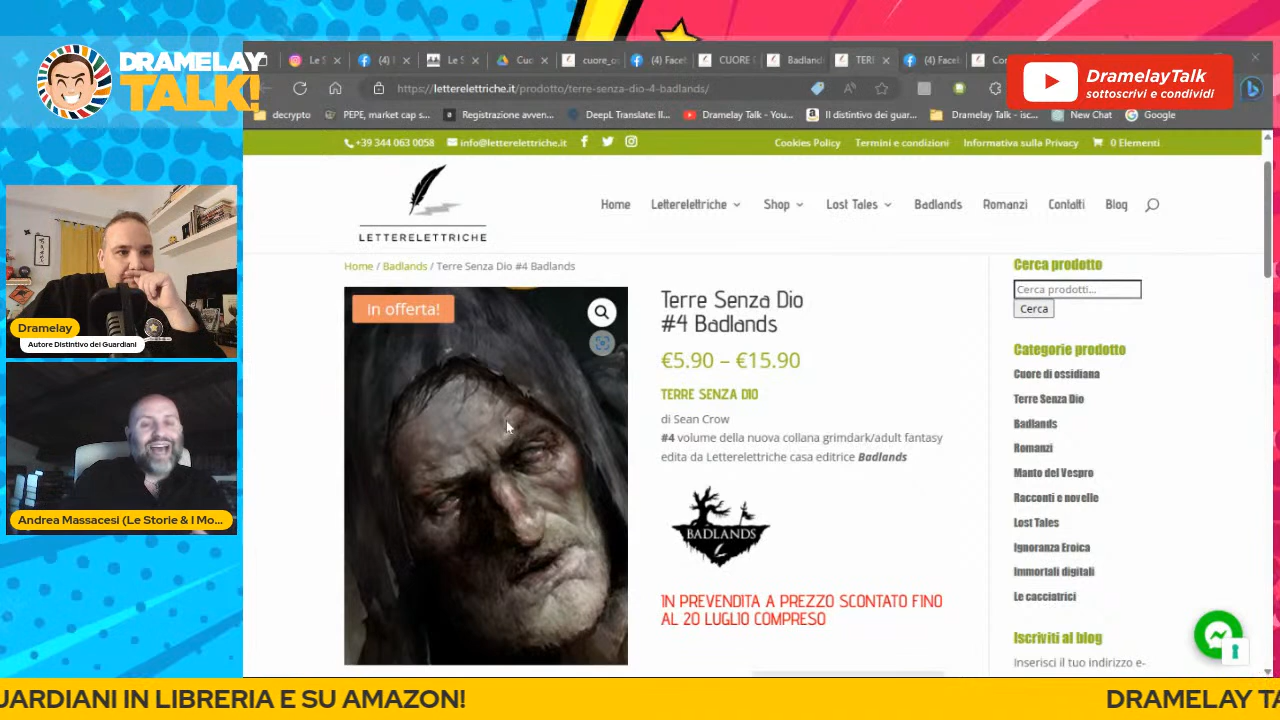 DRAMELAY
TALK!
DramelayTalk
sottoscrivi e condividi
https://letterelettriche.it/prodotto/terre-senza-dio-4-badlands/
decrypto
PEPE, market cap s...
Registrazione avven...
DeepL Translate: Il...
Dramelay Talk - You...
Il distintivo dei guar...
Dramelay Talk - isc...
New Chat
Google
+39 344 063 0058
info@letterelettriche.it
Cookies Policy
Termini e condizioni
Informativa sulla Privacy
0 Elementi
LETTERELETTRICHE
Home
Letterelettriche
Shop
Lost Tales
Badlands
Romanzi
Contatti
Blog
Home / Badlands / Terre Senza Dio #4 Badlands
In offerta!
Terre Senza Dio
#4 Badlands
€5.90 – €15.90
TERRE SENZA DIO
di Sean Crow
#4 volume della nuova collana grimdark/adult fantasy
edita da Letterelettriche casa editrice Badlands
BADLANDS
IN PREVENDITA A PREZZO SCONTATO FINO
AL 20 LUGLIO COMPRESO
Cerca prodotto
Cerca prodotti...
Cerca
Categorie prodotto
Cuore di ossidiana
Terre Senza Dio
Badlands
Romanzi
Manto del Vespro
Racconti e novelle
Lost Tales
Ignoranza Eroica
Immortali digitali
Le cacciatrici
Iscriviti al blog
Inserisci il tuo indirizzo e-
Dramelay
Autore Distintivo dei Guardiani
Andrea Massacesi (Le Storie & I Mo...
UARDIANI IN LIBRERIA E SU AMAZON!
DRAMELAY TA